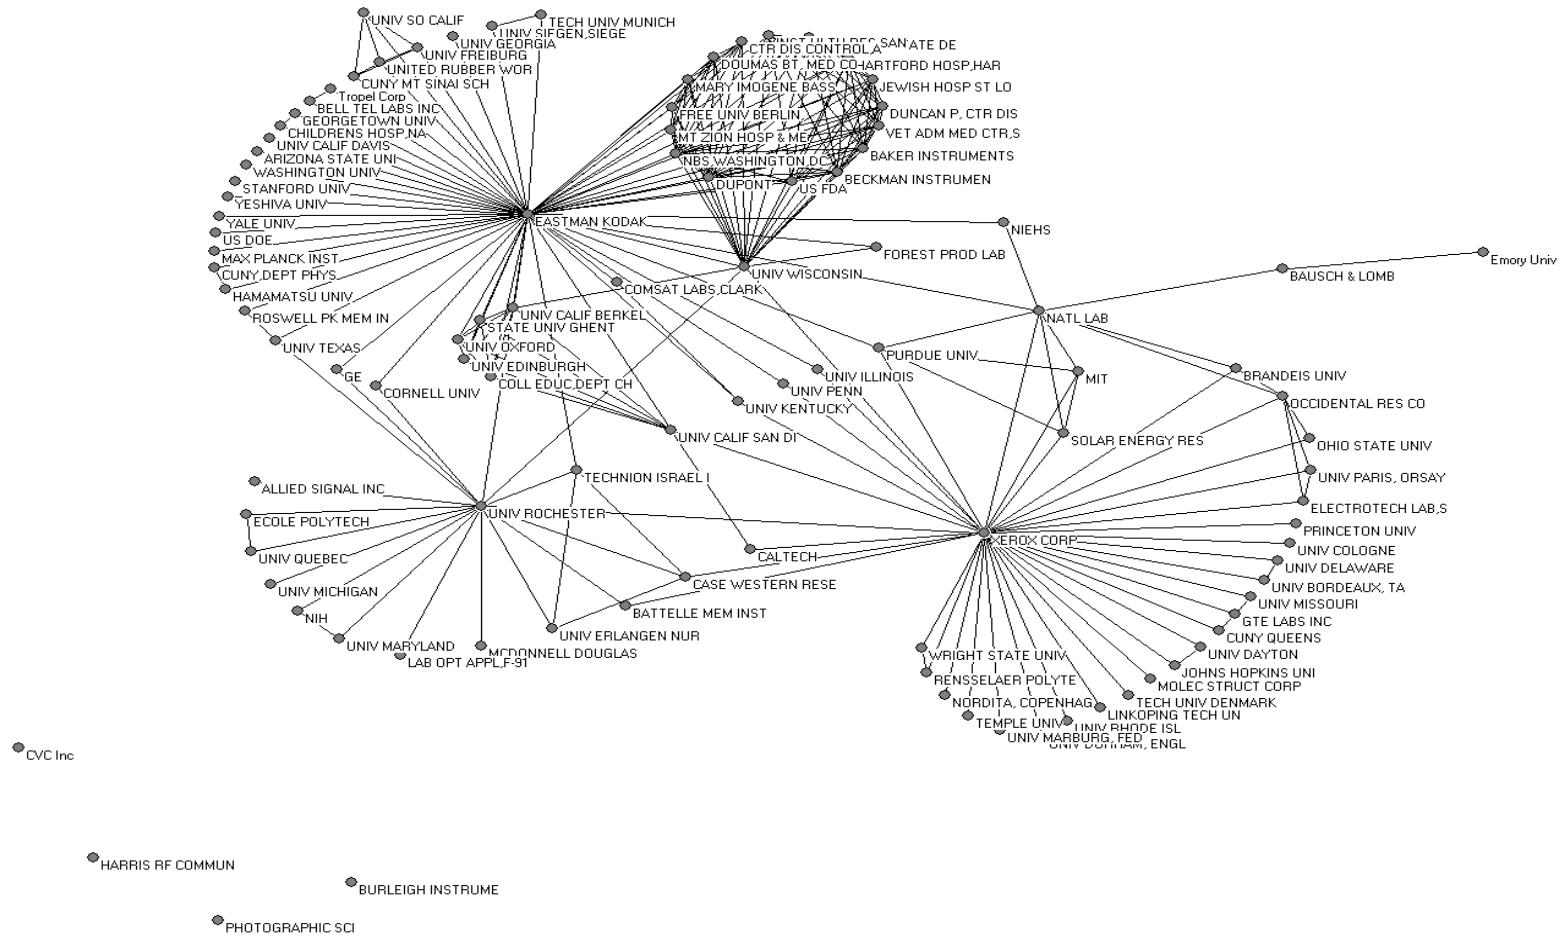 UNIV SO CALIF
TECH UNIV MUNICH
UNIV SIEGEN,SIEGE
UNIV GEORGIA
UNIV FREIBURG
UNITED RUBBER WOR
CUNY MT SINAI SCH
Tropel Corp
BELL TEL LABS INC
GEORGETOWN UNIV
CHILDRENS HOSP,NA
UNIV CALIF DAVIS
ARIZONA STATE UNI
WASHINGTON UNIV
STANFORD UNIV
YESHIVA UNIV
YALE UNIV
US DOE
MAX PLANCK INST
CUNY,DEPT PHYS
HAMAMATSU UNIV
ROSWELL PK MEM IN
UNIV TEXAS
GE
CORNELL UNIV
ATE DE
CTR DIS CONTROL,A
DOUMAS BT, MED CO
HARTFORD HOSP,HAR
MARY IMOGENE BASS
JEWISH HOSP ST LO
FREE UNIV BERLIN
DUNCAN P, CTR DIS
MT ZION HOSP & ME
VET ADM MED CTR,S
NBS,WASHINGTON,DC
BAKER INSTRUMENTS
DUPONT
US FDA
BECKMAN INSTRUMEN
EASTMAN KODAK
NIEHS
FOREST PROD LAB
UNIV WISCONSIN
COMSAT LABS,CLARK
Emory Univ
BAUSCH & LOMB
UNIV CALIF BERKEL
STATE UNIV GHENT
UNIV OXFORD
UNIV EDINBURGH
COLL EDUC,DEPT CH
NATL LAB
PURDUE UNIV
MIT
UNIV ILLINOIS
UNIV PENN
UNIV KENTUCKY
BRANDEIS UNIV
OCCIDENTAL RES CO
UNIV CALIF SAN DI
SOLAR ENERGY RES
OHIO STATE UNIV
TECHNION ISRAEL I
UNIV PARIS, ORSAY
ALLIED SIGNAL INC
ELECTROTECH LAB,S
ECOLE POLYTECH
UNIV ROCHESTER
PRINCETON UNIV
XEROX CORP
UNIV COLOGNE
UNIV QUEBEC
CALTECH
UNIV DELAWARE
UNIV MICHIGAN
CASE WESTERN RESE
UNIV BORDEAUX, TA
NIH
BATTELLE MEM INST
UNIV MISSOURI
GTE LABS INC
UNIV MARYLAND
UNIV ERLANGEN NUR
CUNY QUEENS
LAB OPT APPL,F-91
MCDONNELL DOUGLAS
UNIV DAYTON
WRIGHT STATE UNIV
JOHNS HOPKINS UNI
RENSSELAER POLYTE
MOLEC STRUCT CORP
NORDITA, COPENHAG
TECH UNIV DENMARK
TEMPLE UNIV
LINKOPING TECH UN
UNIV RHODE ISL
UNIV MARBURG, FED
UNIV DURHAM, ENGL
CVC Inc
HARRIS RF COMMUN
BURLEIGH INSTRUME
PHOTOGRAPHIC SCI